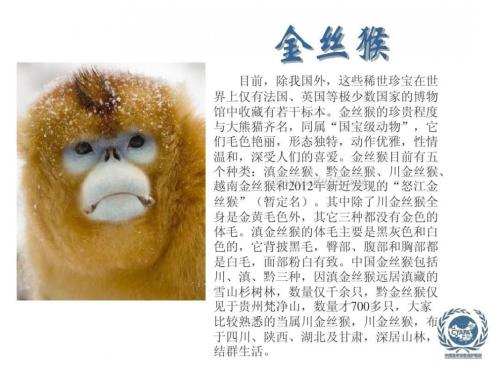 金丝猴
目前，除我国外，这些稀世珍宝在世
界上仅有法国、英国等极少数国家的博物
馆中收藏有若干标本。金丝猴的珍贵程度
与大熊猫齐名，同属“国宝级动物”，它
们毛色艳丽，形态独特，动作优雅，性情
温和，深受人们的喜爱。金丝猴目前有五
个种类：滇金丝猴、黔金丝猴、川金丝猴、
越南金丝猴和2012年新近发现的“怒江金
丝猴”（暂定名）。其中除了川金丝猴全
身是金黄毛色外，其它三种都没有金色的
体毛。滇金丝猴的体毛主要是黑灰色和白
色的，它背披黑毛，臀部、腹部和胸部都
是白毛，面部粉白有致。中国金丝猴包括
川、滇、黔三种，因滇金丝猴远居滇藏的
雪山杉树林，数量仅千余只，黔金丝猴仅
见于贵州梵净山，数量才700多只，大家
比较熟悉的当属川金丝猴，川金丝猴，布
于四川、陕西、湖北及甘肃，深居山林，
结群生活。
CYAPA